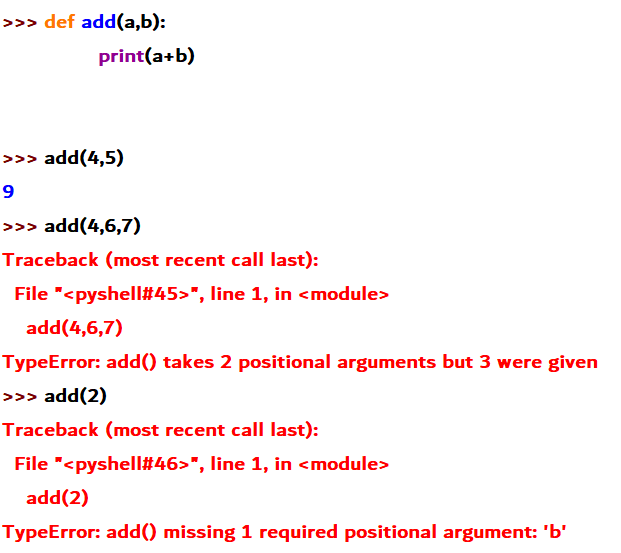 >>> def add(a,b):
print(a+b)
>>> add(4,5)
9
>>> add(4,6,7)
Traceback (most recent call last):
File "<pyshell#45>", line 1, in <module>
add(4,6,7)
TypeError: add() takes 2 positional arguments but 3 were given
>>> add(2)
Traceback (most recent call last):
File "<pyshell#46>", line 1, in <module>
add(2)
TypeError: add() missing 1 required positional argument: 'b'